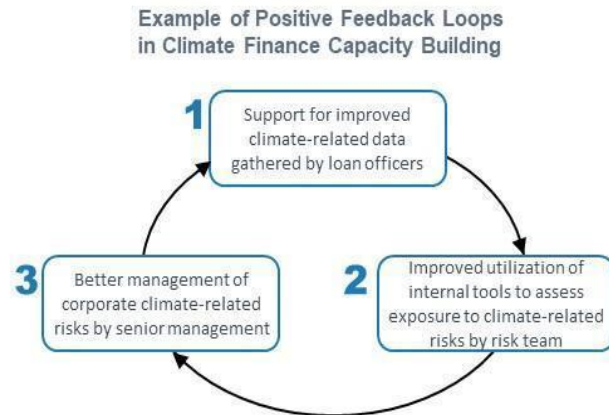 Example of Positive Feedback Loops
in Climate Finance Capacity Building
1
Support for improved
climate-related data
gathered by loan officers
3
Better management of
corporate climate-related
risks by senior management
2
Improved utilization of
internal tools to assess
exposure to climate-related
risks by risk team